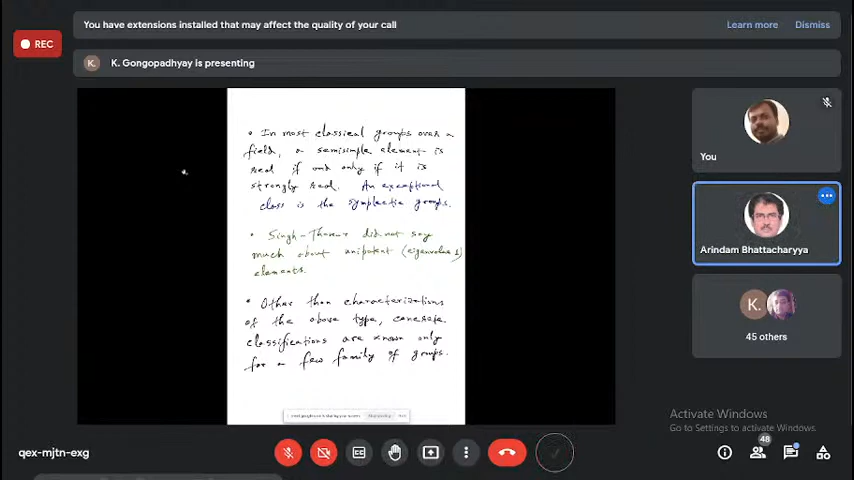 You have extensions installed that may affect the quality of your call
Learn more
Dismiss
REC
K.
K. Gongopadhyay is presenting
• In most classical groups over a
field, a semisimple element is
real if and only if it is
strongly real. An exceptional
class is the symplectic groups.
• Singh-Thakur did not say
much about unipotent (eigenvalue 1)
elements.
• Other than characterizations
of the above type, concrete
classifications are known only
for a few family of groups.
You
Arindam Bhattacharyya
K.
45 others
Activate Windows
Go to Settings to activate Windows.
qex-mjtn-exg
48